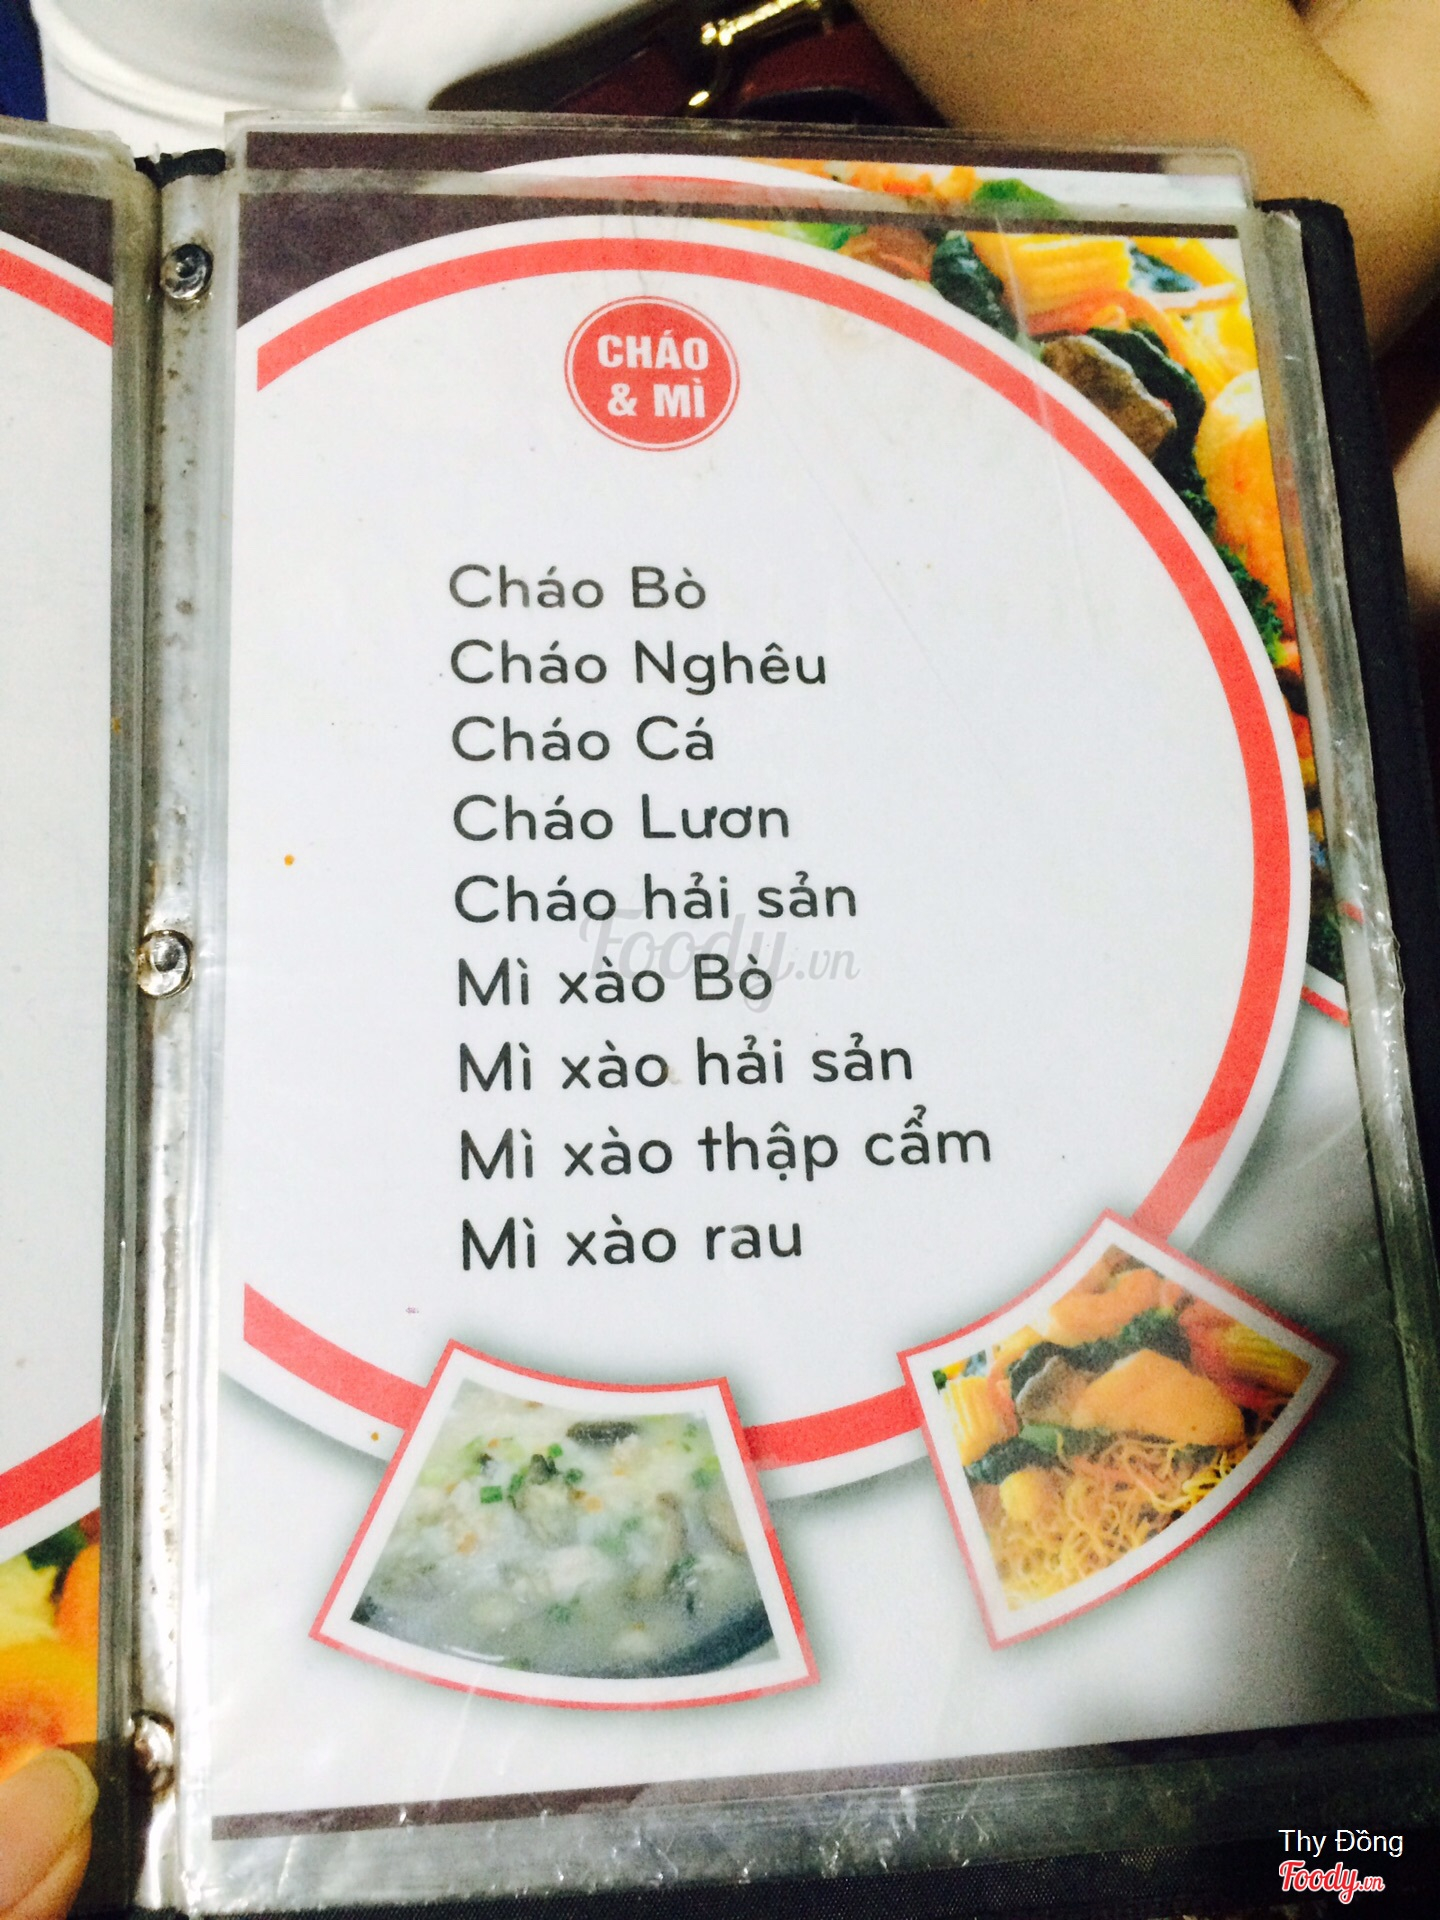 CHÁO
& MÌ
Cháo Bò
Cháo Nghêu
Cháo Cá
Cháo Lươn
Cháo hải sản
Foody.vn
Mì xào Bò
Mì xào hải sản
Mì xào thập cẩm
Mì xào rau
Thy Đồng
Foody.vn